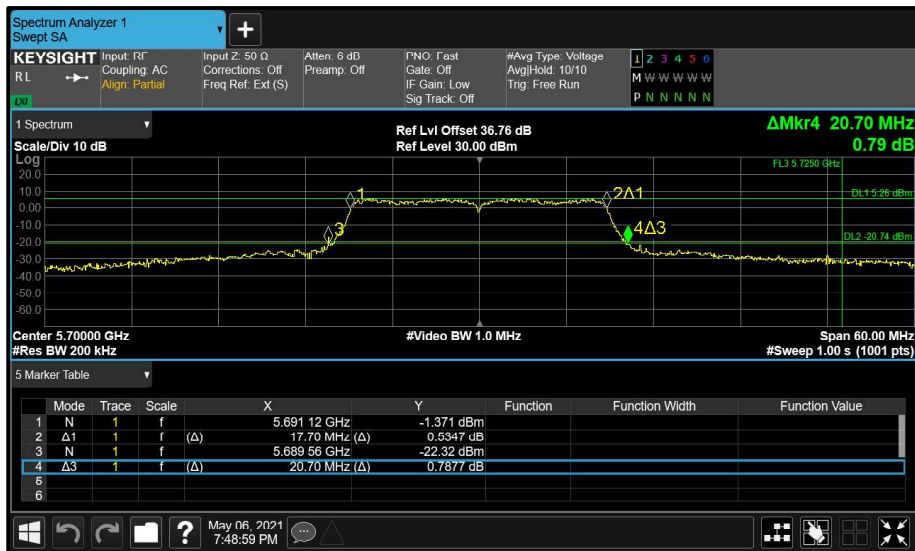 Spectrum Analyzer 1
Swept SA
+
KEYSIGHT
RL
LXI
Input: RF
Coupling: AC
Align: Partial
Input Z: 50 Ω
Corrections: Off
Freq Ref: Ext (S)
Atten: 6 dB
Preamp: Off
PNO: Fast
Gate: Off
IF Gain: Low
Sig Track: Off
#Avg Type: Voltage
Avg|Hold: 10/10
Trig: Free Run
1 2 3 4 5 6
M W W W W W
P N N N N N
1 Spectrum
Scale/Div 10 dB
Ref Lvl Offset 36.76 dB
Ref Level 30.00 dBm
ΔMkr4 20.70 MHz
0.79 dB
Log
FL3 5.7250 GHz
20.0
10.0
0.00
-10.0
-20.0
-30.0
-40.0
-50.0
-60.0
1
2Δ1
3
4Δ3
DL1 5.26 dBm
DL2 -20.74 dBm
Center 5.70000 GHz
#Video BW 1.0 MHz
Span 60.00 MHz
#Res BW 200 kHz
#Sweep 1.00 s (1001 pts)
5 Marker Table
Mode Trace Scale X Y Function Function Width Function Value
1 N 1 f 5.691 12 GHz -1.371 dBm
2 Δ1 1 f (Δ) 17.70 MHz (Δ) 0.5347 dB
3 N 1 f 5.689 56 GHz -22.32 dBm
4 Δ3 1 f (Δ) 20.70 MHz (Δ) 0.7877 dB
5
6
?
May 06, 2021
7:48:59 PM